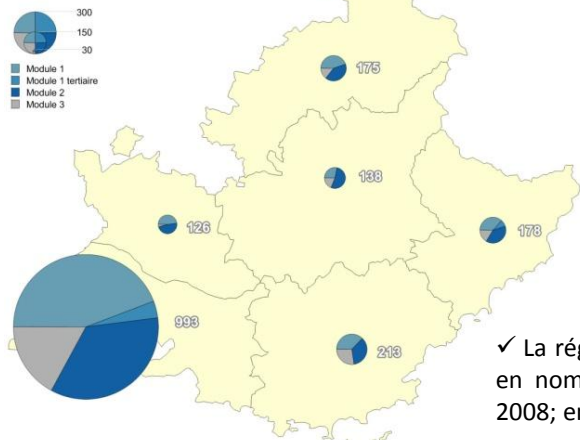 300
150
30
Module 1
Module 1 tertiaire
Module 2
Module 3
175
138
126
178
993
213
✓ La rég
en nom
2008; en